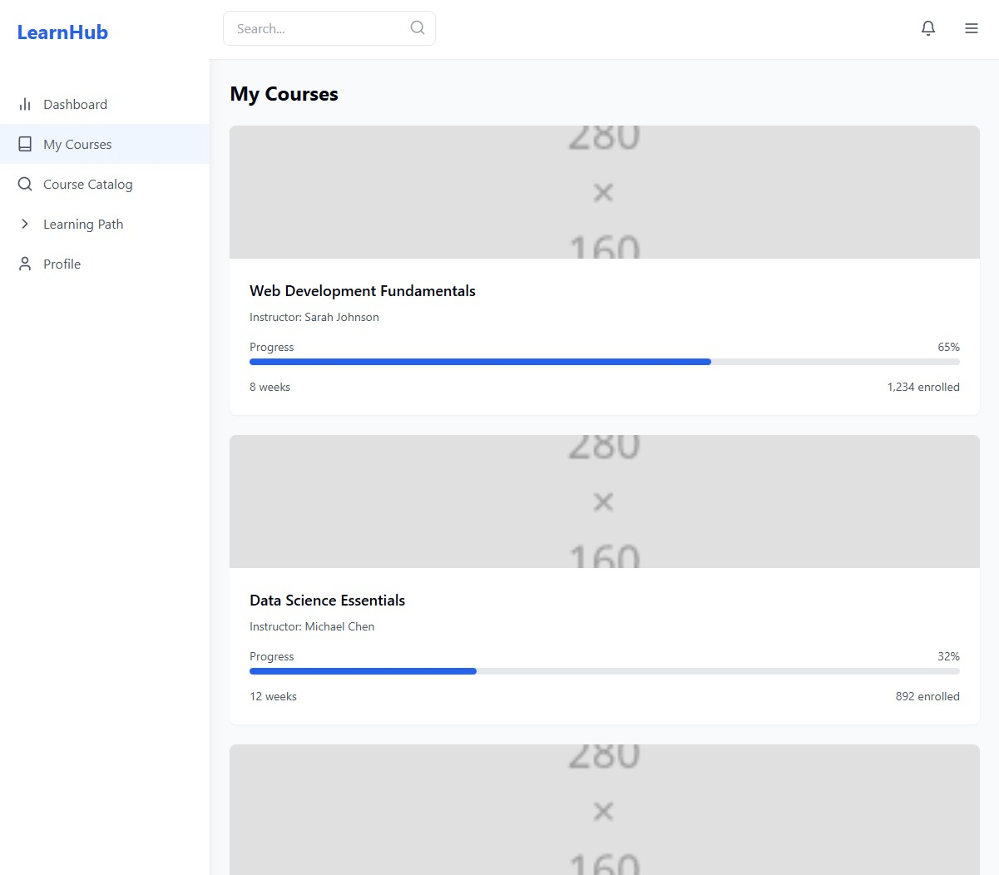 LearnHub
Search...
Dashboard
My Courses
Course Catalog
Learning Path
Profile
My Courses
280
×
160
Web Development Fundamentals
Instructor: Sarah Johnson
Progress 65%
8 weeks 1,234 enrolled
280
×
160
Data Science Essentials
Instructor: Michael Chen
Progress 32%
12 weeks 892 enrolled
280
×
160